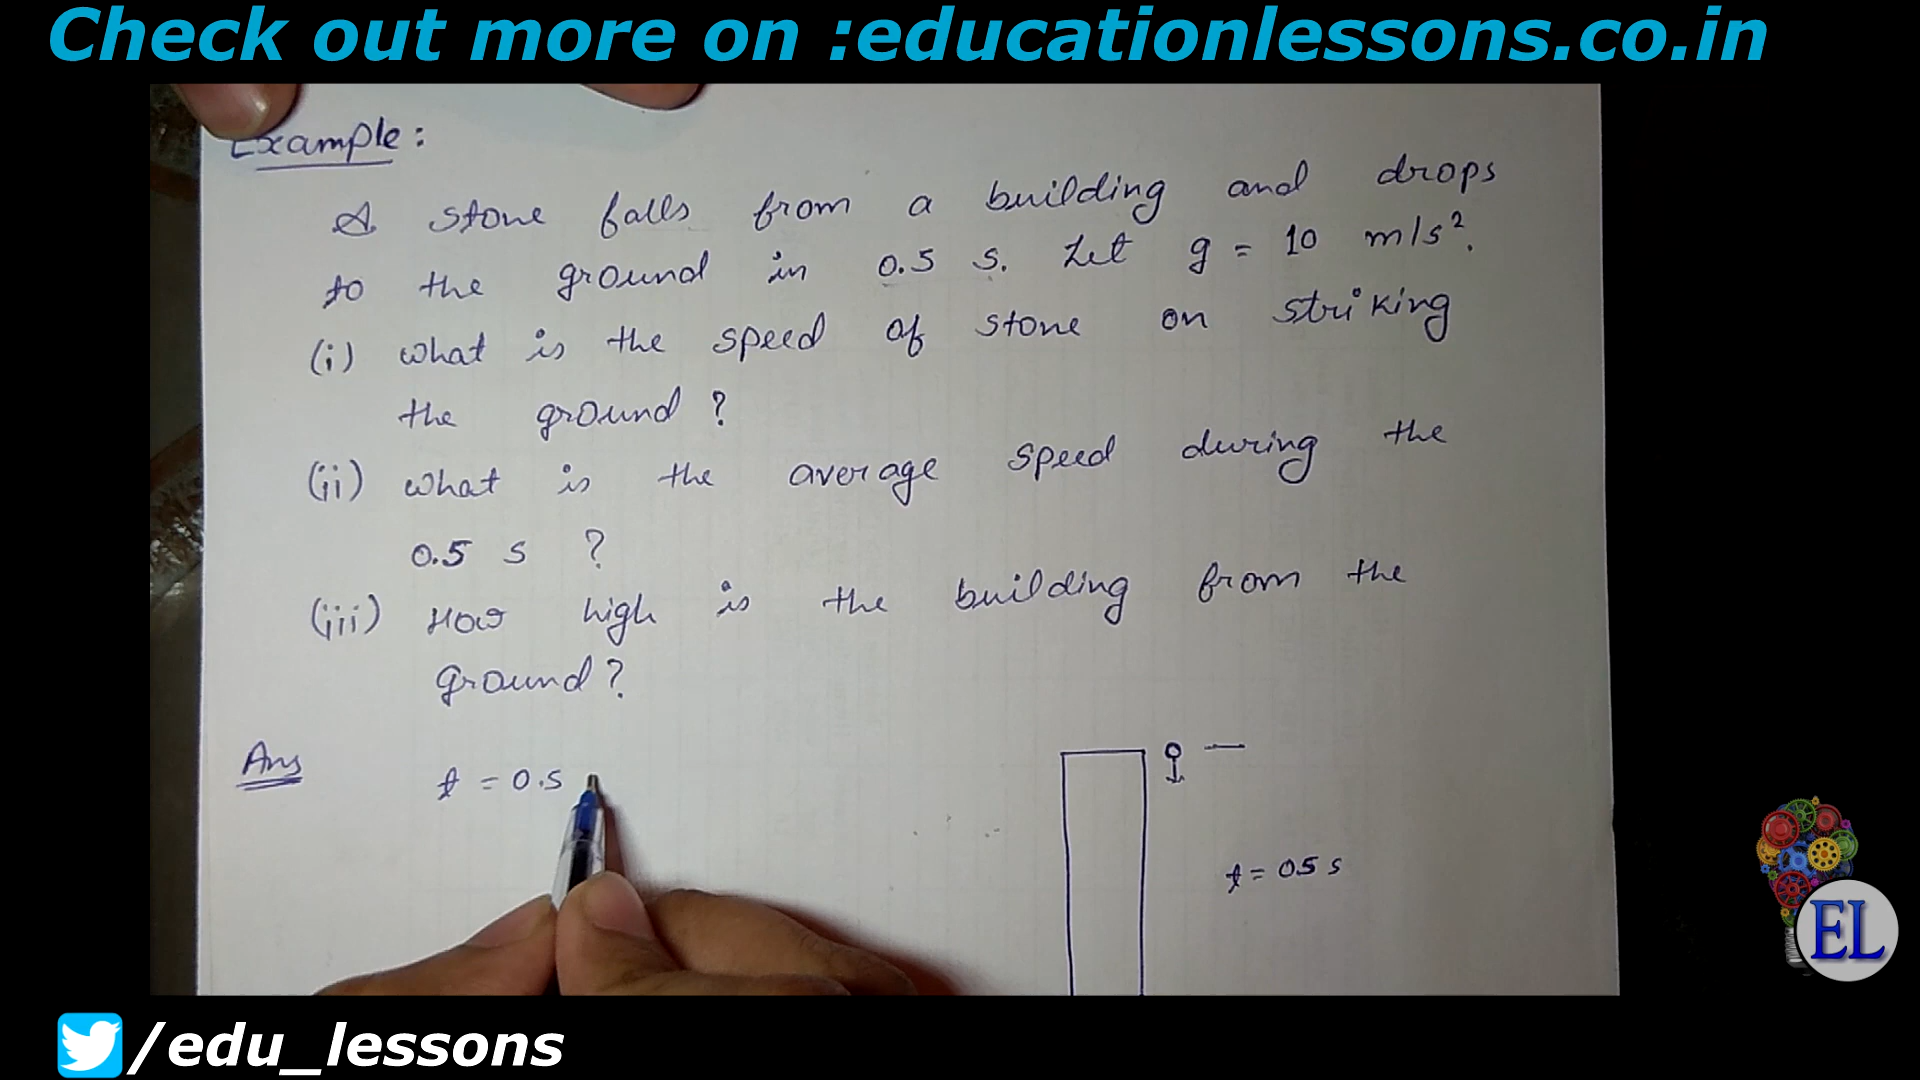 Check out more on :educationlessons.co.in
Example:
A stone falls from a building and drops
to the ground in 0.5 s. Let g = 10 m/s².
(i) what is the speed of stone on striking
the ground?
(ii) what is the average speed during the
0.5 s ?
(iii) How high is the building from the
ground?
Ans
t = 0.5
t = 0.5 s
EL
/edu_lessons